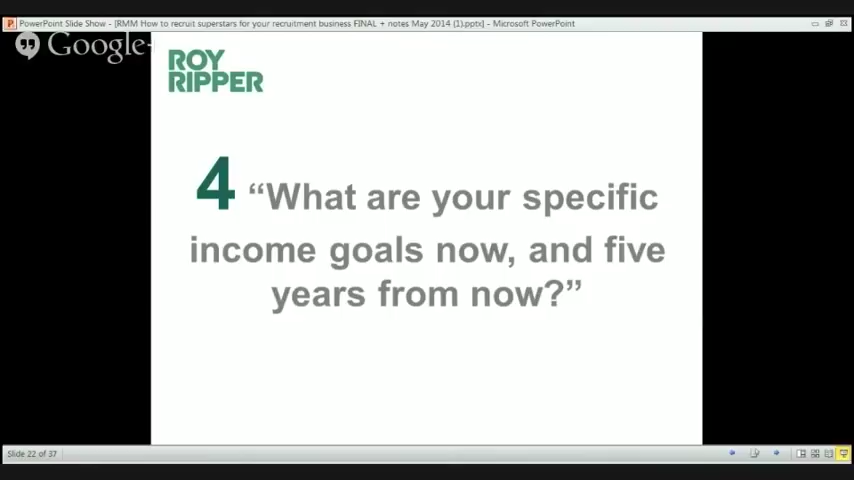 PowerPoint Slide Show - [RMM How to recruit superstars for your recruitment business FINAL + notes May 2014 (1).pptx] - Microsoft PowerPoint
Google+
ROY
RIPPER
4 “What are your specific
income goals now, and five
years from now?”
Slide 22 of 37